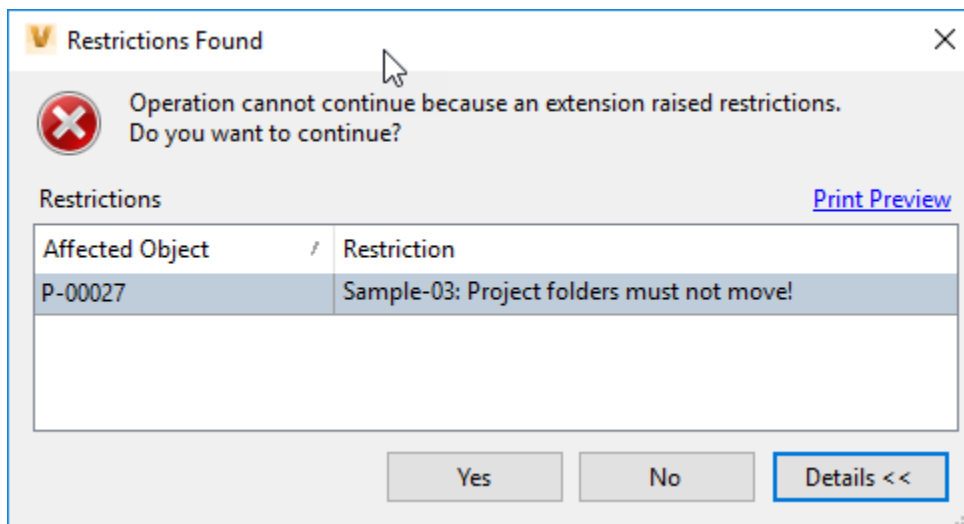 Restrictions Found
Operation cannot continue because an extension raised restrictions.
Do you want to continue?
Restrictions
Print Preview
Affected Object / Restriction
P-00027 Sample-03: Project folders must not move!
Yes No Details <<